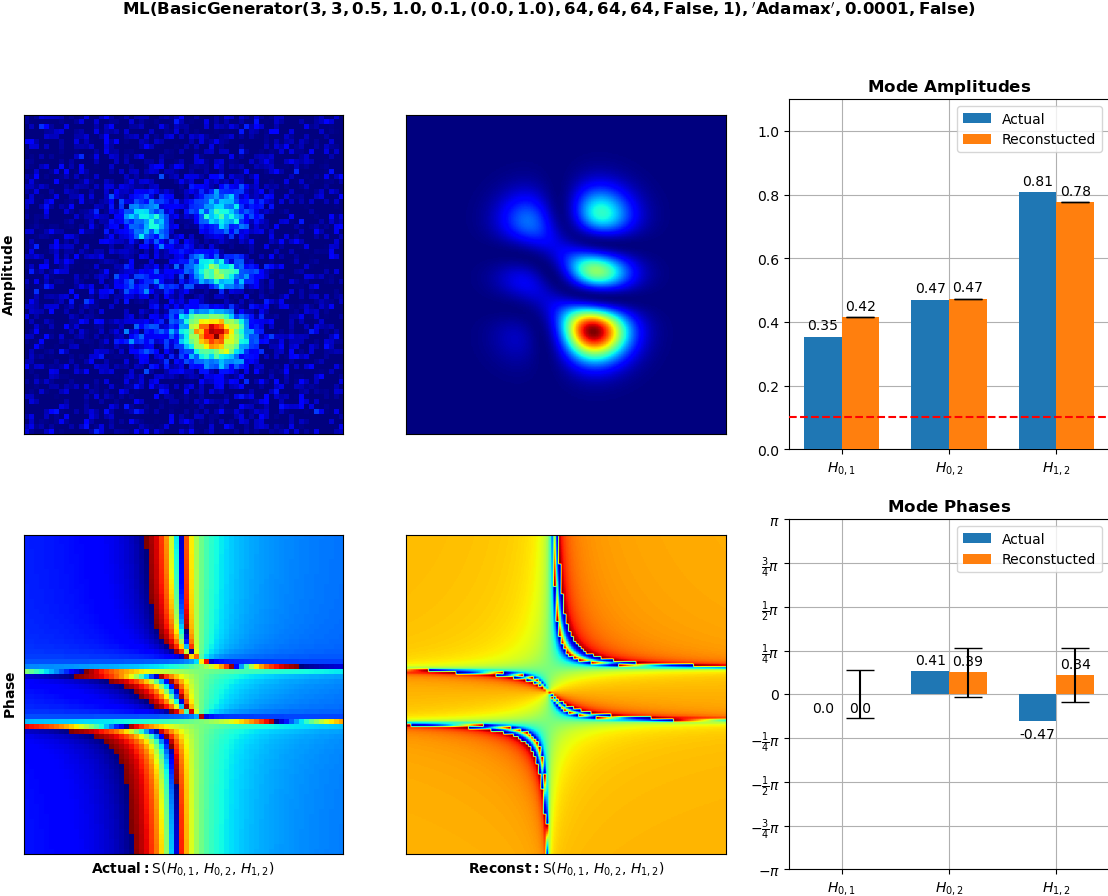 ML(BasicGenerator(3, 3, 0.5, 1.0, 0.1, (0.0, 1.0), 64, 64, 64, False, 1), ′Adamax′, 0.0001, False)
Amplitude
Mode Amplitudes
Actual
Reconstucted
1.0
0.8
0.6
0.4
0.2
0.0
0.35
0.42
0.47
0.47
0.81
0.78
H0,1
H0,2
H1,2
Phase
Actual: S(H0,1, H0,2, H1,2)
Reconst: S(H0,1, H0,2, H1,2)
Mode Phases
Actual
Reconstucted
π
3/4π
1/2π
1/4π
0
−1/4π
−1/2π
−3/4π
−π
0.0
0.0
0.41
0.39
-0.47
0.34
H0,1
H0,2
H1,2